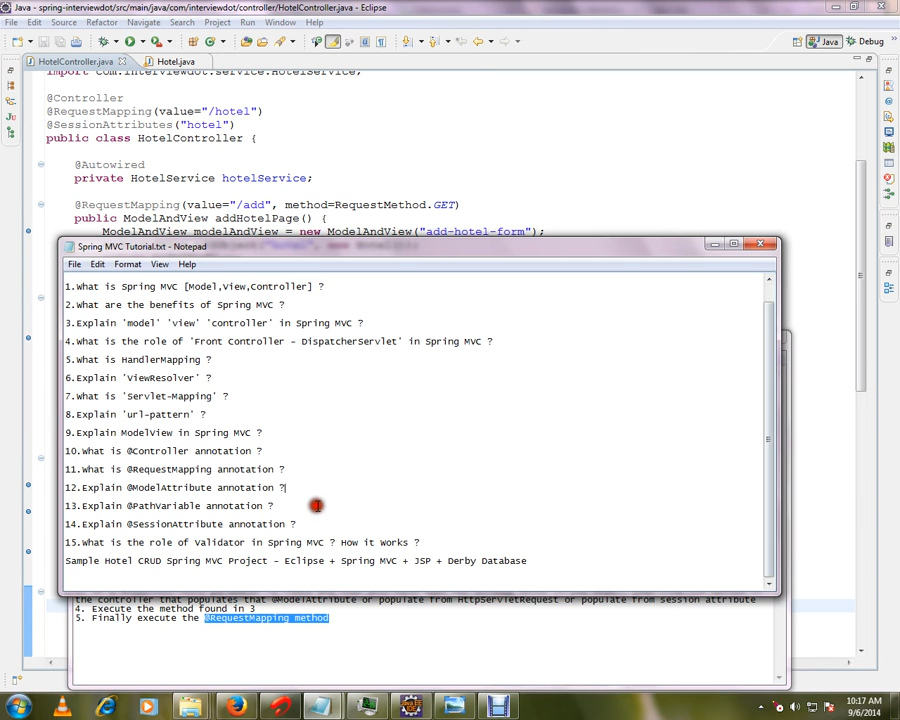 Java - spring-interviewdot/src/main/java/com/interviewdot/controller/HotelController.java - Eclipse
File Edit Source Refactor Navigate Search Project Run Window Help
Java Debug
HotelController.java Hotel.java
import com.interviewdot.service.HotelService;
@Controller
@RequestMapping(value="/hotel")
@SessionAttributes("hotel")
public class HotelController {
@Autowired
private HotelService hotelService;
@RequestMapping(value="/add", method=RequestMethod.GET)
public ModelAndView addHotelPage() {
ModelAndView modelAndView = new ModelAndView("add-hotel-form");
Spring MVC Tutorial.txt - Notepad
File Edit Format View Help
1.What is Spring MVC [Model,view,Controller] ?
2.What are the benefits of Spring MVC ?
3.Explain 'model' 'view' 'controller' in Spring MVC ?
4.What is the role of 'Front Controller - DispatcherServlet' in Spring MVC ?
5.What is HandlerMapping ?
6.Explain 'ViewResolver' ?
7.What is 'Servlet-Mapping' ?
8.Explain 'url-pattern' ?
9.Explain ModelView in Spring MVC ?
10.What is @Controller annotation ?
11.What is @RequestMapping annotation ?
12.Explain @ModelAttribute annotation ?
13.Explain @PathVariable annotation ?
14.Explain @SessionAttribute annotation ?
15.What is the role of Validator in Spring MVC ? How it Works ?
Sample Hotel CRUD Spring MVC Project - Eclipse + Spring MVC + JSP + Derby Database
the controller that populates that @ModelAttribute or populate from HttpServletRequest or populate from session attribute
4. Execute the method found in 3
5. Finally execute the @RequestMapping method
10:17 AM
9/6/2014